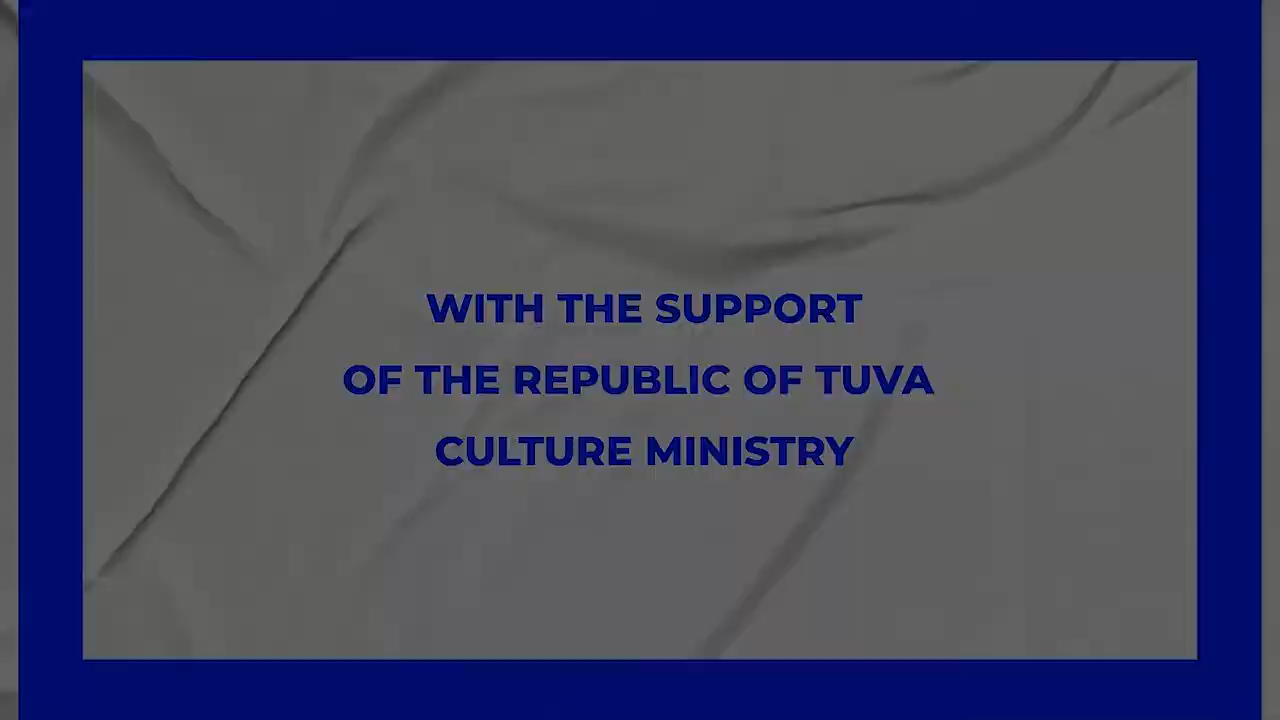 WITH THE SUPPORT
OF THE REPUBLIC OF TUVA
CULTURE MINISTRY